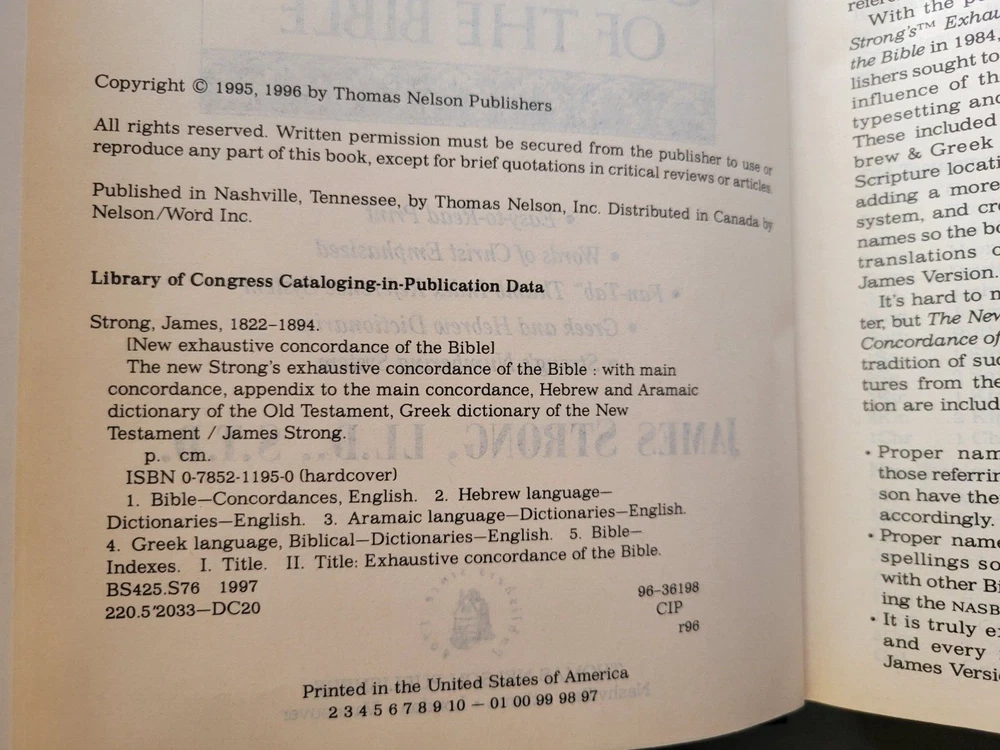 Copyright © 1995, 1996 by Thomas Nelson Publishers
All rights reserved. Written permission must be secured from the publisher to use or
reproduce any part of this book, except for brief quotations in critical reviews or articles.
Published in Nashville, Tennessee, by Thomas Nelson, Inc. Distributed in Canada by
Nelson/Word Inc.
Library of Congress Cataloging-in-Publication Data
Strong, James, 1822–1894.
[New exhaustive concordance of the Bible]
The new Strong's exhaustive concordance of the Bible : with main
concordance, appendix to the main concordance, Hebrew and Aramaic
dictionary of the Old Testament, Greek dictionary of the New
Testament / James Strong.
p. cm.
ISBN 0-7852-1195-0 (hardcover)
1. Bible—Concordances, English. 2. Hebrew language—
Dictionaries—English. 3. Aramaic language—Dictionaries—English.
4. Greek language, Biblical—Dictionaries—English. 5. Bible—
Indexes. I. Title. II. Title: Exhaustive concordance of the Bible.
BS425.S76 1997
220.5'2033—DC20
96-36198
CIP
r96
Printed in the United States of America
2 3 4 5 6 7 8 9 10 – 01 00 99 98 97
With the
Strong's™
the Bible in 1984,
lishers sought to
influence of
typesetting and
These included
brew & Greek
Scripture
adding a more
system, and
names so the
translations
James Version.
It's hard to
ter, but The New
Concordance of
tradition of
tures from the
tion are
• Proper
those
son have the
accordingly.
• Proper
spellings so
with other
ing the NASB
• It is truly
and every
James